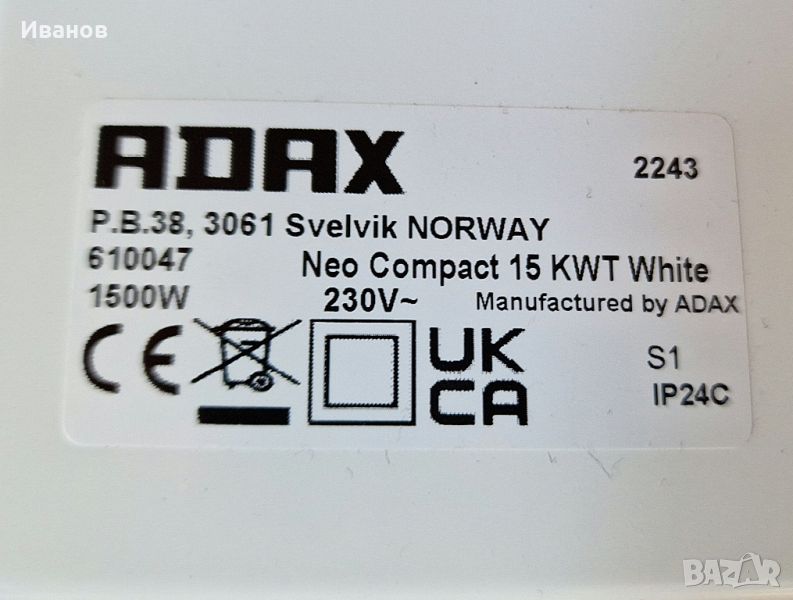 Иванов
ADAX
2243
P.B.38, 3061 Svelvik NORWAY
610047 Neo Compact 15 KWT White
1500W 230V~ Manufactured by ADAX
CE UK CA S1
IP24C
BAZAR